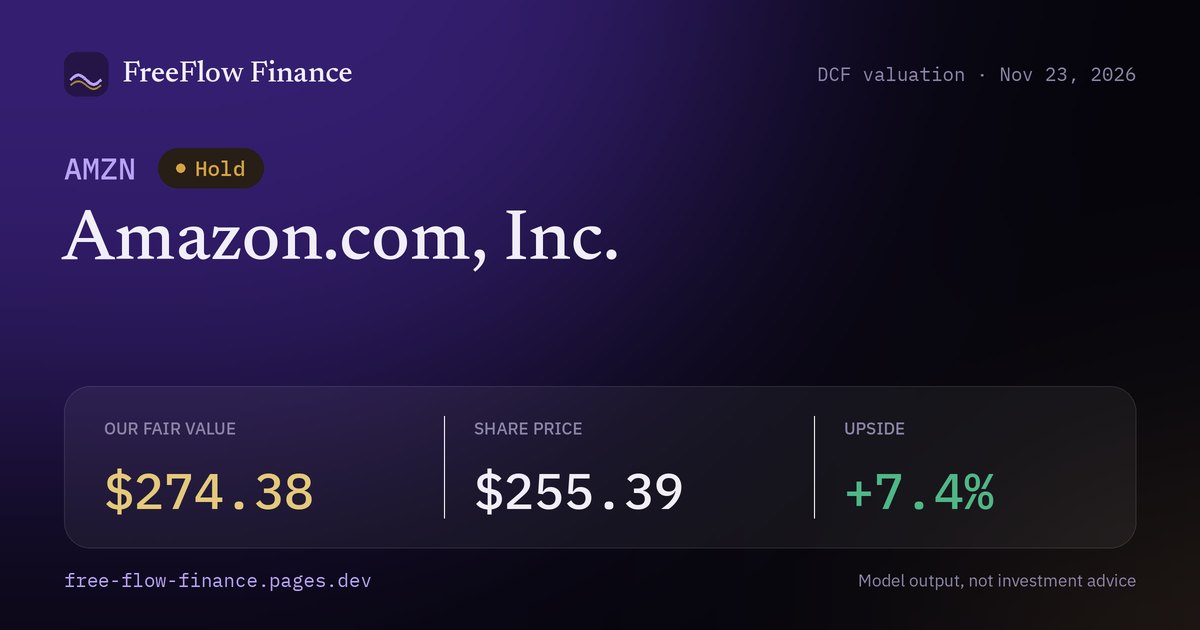 FreeFlow Finance
DCF valuation · Nov 23, 2026
AMZN
Hold
Amazon.com, Inc.
OUR FAIR VALUE
$274.38
SHARE PRICE
$255.39
UPSIDE
+7.4%
free-flow-finance.pages.dev
Model output, not investment advice